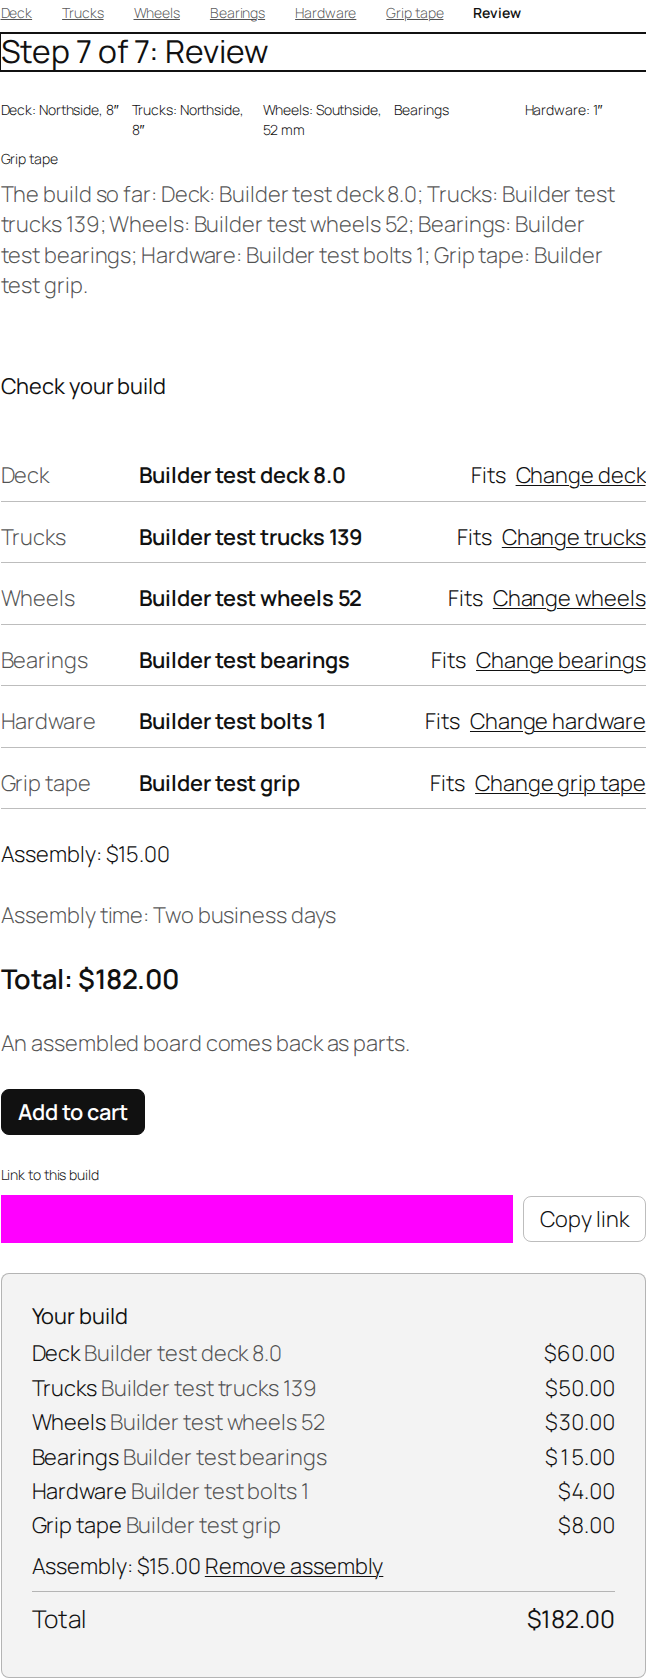 Deck Trucks Wheels Bearings Hardware Grip tape Review
Step 7 of 7: Review
Deck: Northside, 8″ Trucks: Northside, 8″ Wheels: Southside, 52 mm Bearings Hardware: 1″
Grip tape
The build so far: Deck: Builder test deck 8.0; Trucks: Builder test
trucks 139; Wheels: Builder test wheels 52; Bearings: Builder
test bearings; Hardware: Builder test bolts 1; Grip tape: Builder
test grip.
Check your build
Deck Builder test deck 8.0 Fits Change deck
Trucks Builder test trucks 139 Fits Change trucks
Wheels Builder test wheels 52 Fits Change wheels
Bearings Builder test bearings Fits Change bearings
Hardware Builder test bolts 1 Fits Change hardware
Grip tape Builder test grip Fits Change grip tape
Assembly: $15.00
Assembly time: Two business days
Total: $182.00
An assembled board comes back as parts.
Add to cart
Link to this build
Copy link
Your build
Deck Builder test deck 8.0 $60.00
Trucks Builder test trucks 139 $50.00
Wheels Builder test wheels 52 $30.00
Bearings Builder test bearings $15.00
Hardware Builder test bolts 1 $4.00
Grip tape Builder test grip $8.00
Assembly: $15.00 Remove assembly
Total $182.00